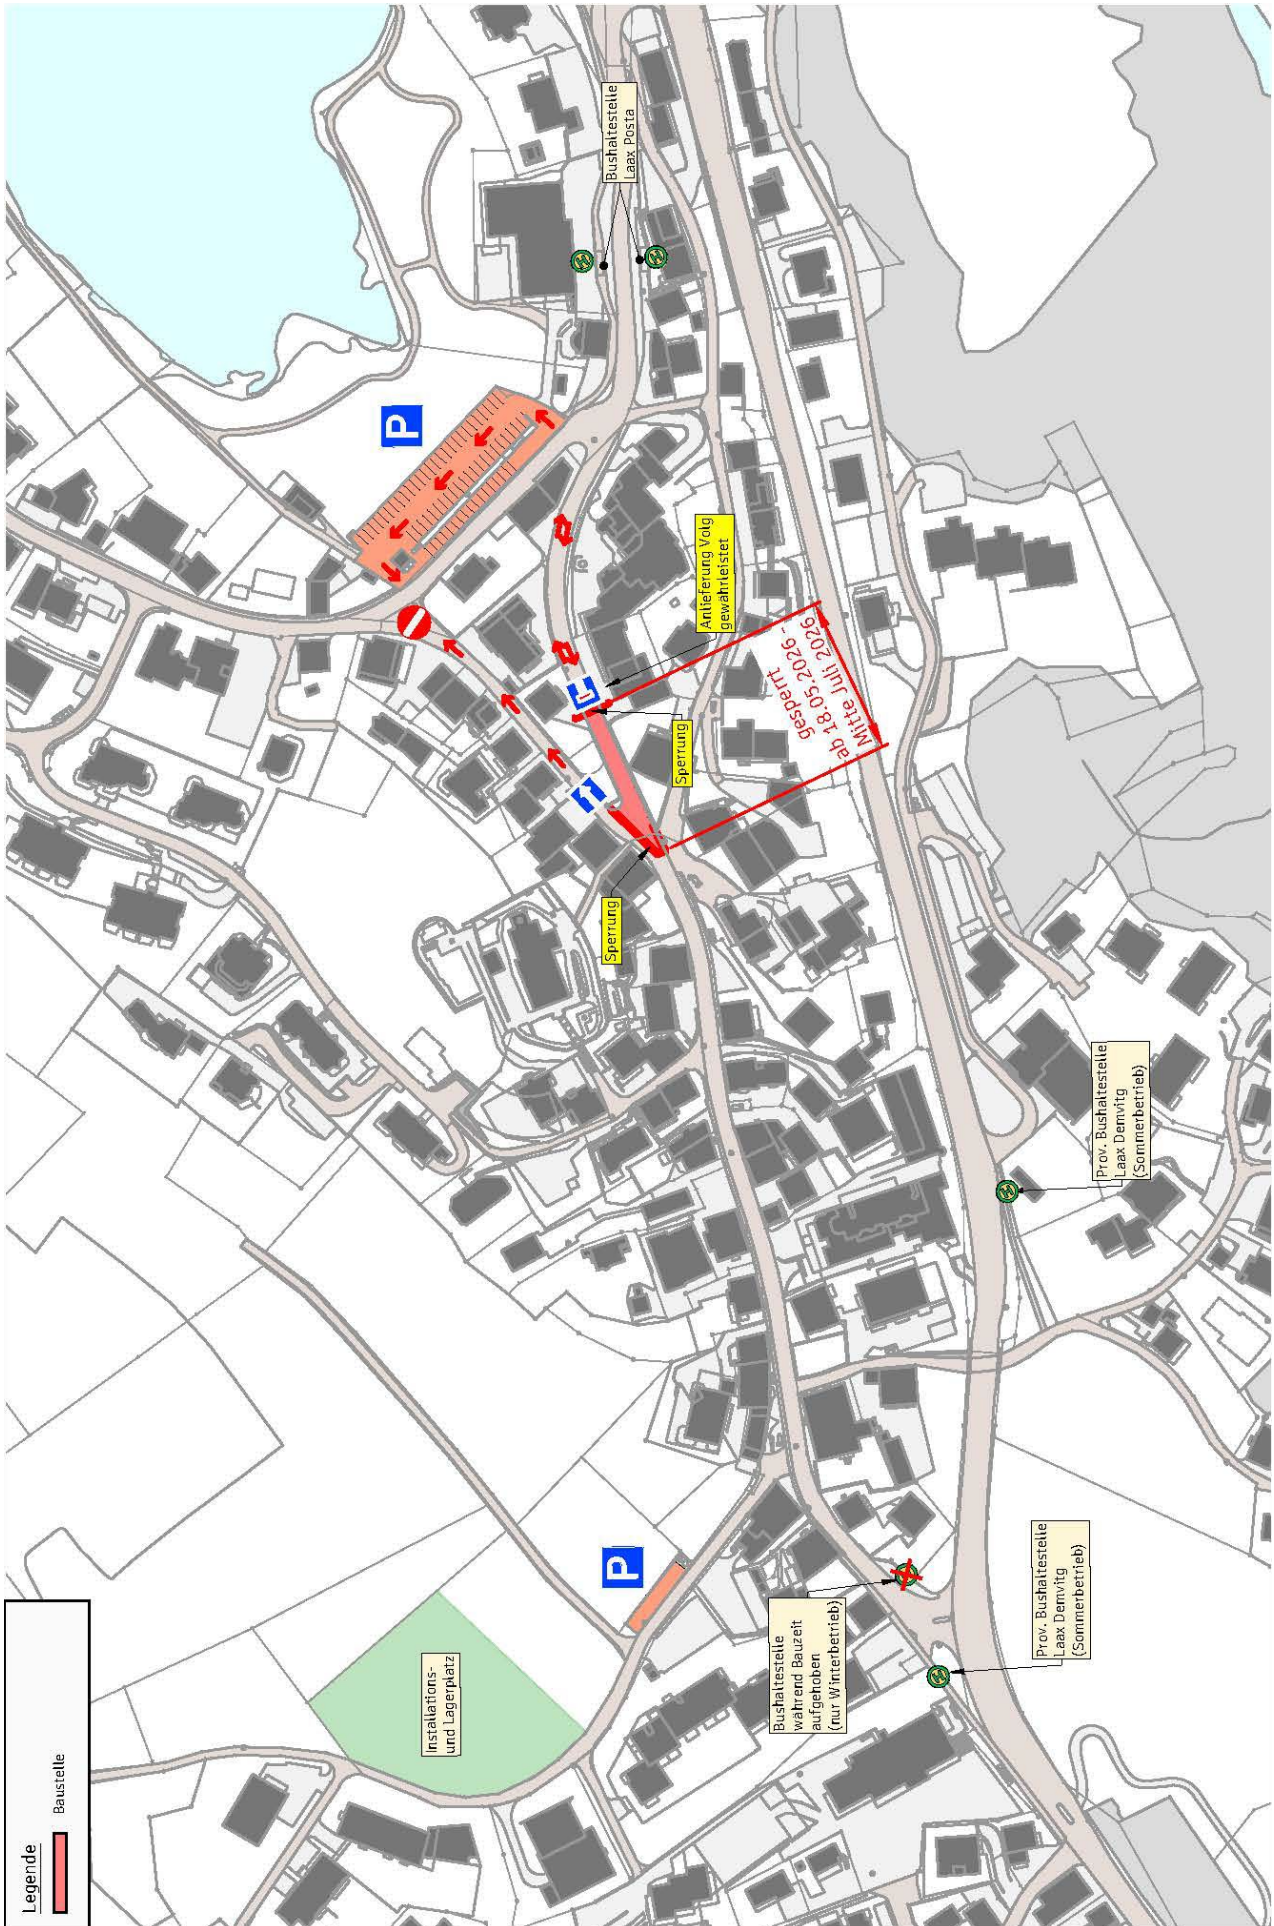 Legende
Baustelle
Installations-
und Lagerplatz
P
Bushaltestelle
während Bauzeit
aufgehoben
(nur Winterbetrieb)
H
Prov. Bushaltestelle
Laax Demvitg
(Sommerbetrieb)
H
Prov. Bushaltestelle
Laax Demvitg
(Sommerbetrieb)
H
Sperrung
Sperrung
gesperrt
ab 18.05.2026 -
Mitte Juli 2026
Anlieferung Volg
gewährleistet
P
Bushaltestelle
Laax Posta
H
H